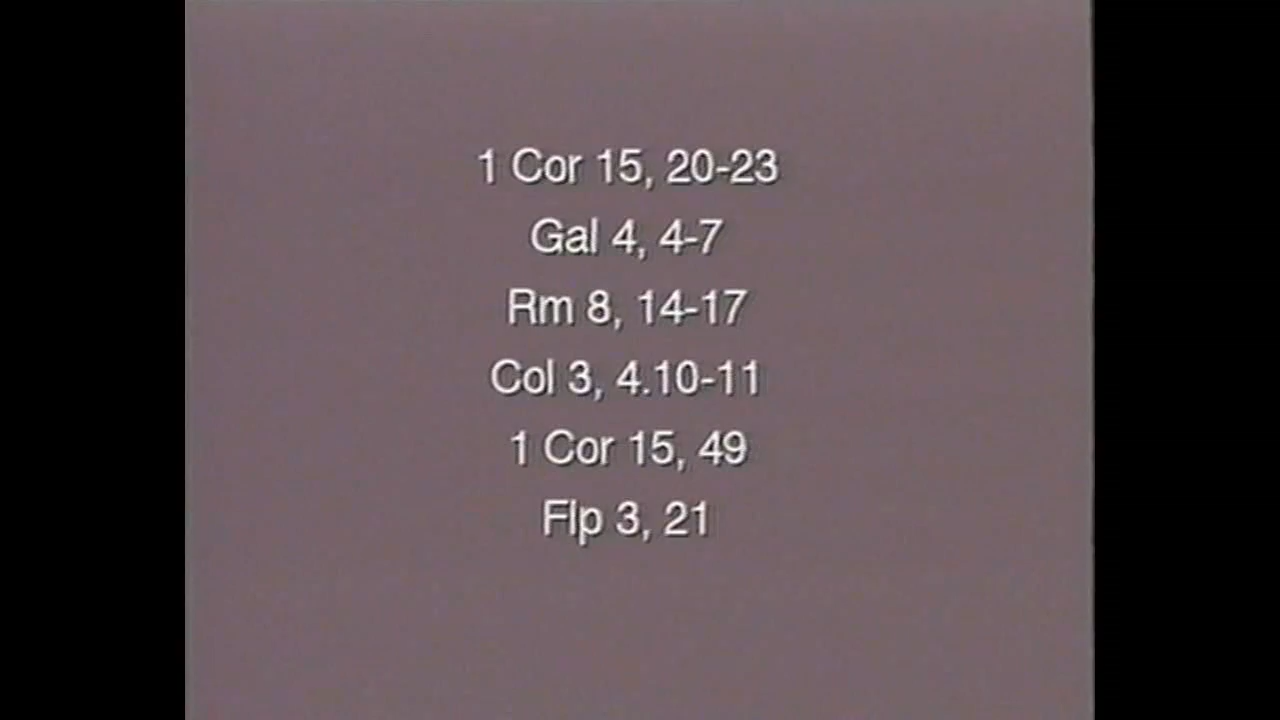 1 Cor 15, 20-23
Gal 4, 4-7
Rm 8, 14-17
Col 3, 4.10-11
1 Cor 15, 49
Flp 3, 21